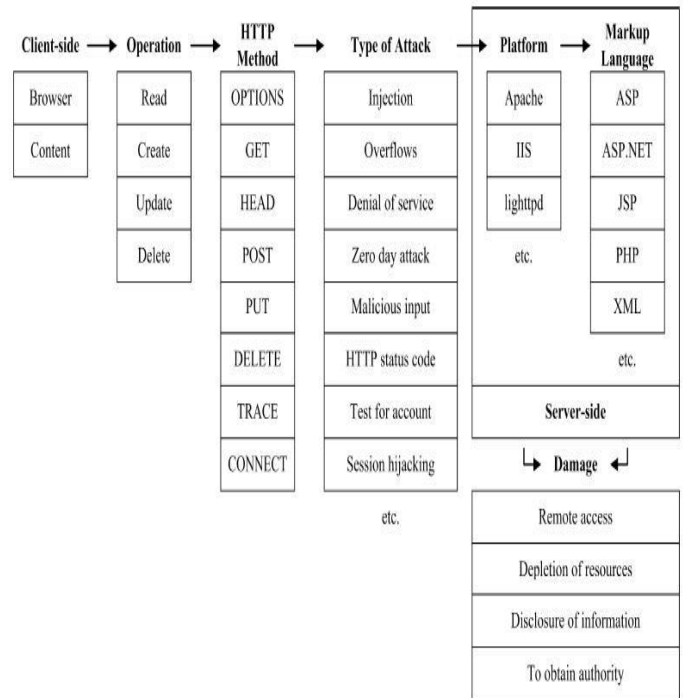 Client-side
Browser
Content
Operation
Read
Create
Update
Delete
HTTP
Method
OPTIONS
GET
HEAD
POST
PUT
DELETE
TRACE
CONNECT
Type of Attack
Injection
Overflows
Denial of service
Zero day attack
Malicious input
HTTP status code
Test for account
Session hijacking
etc.
Platform
Apache
IIS
lighttpd
etc.
Markup
Language
ASP
ASP.NET
JSP
PHP
XML
etc.
Server-side
Damage
Remote access
Depletion of resources
Disclosure of information
To obtain authority